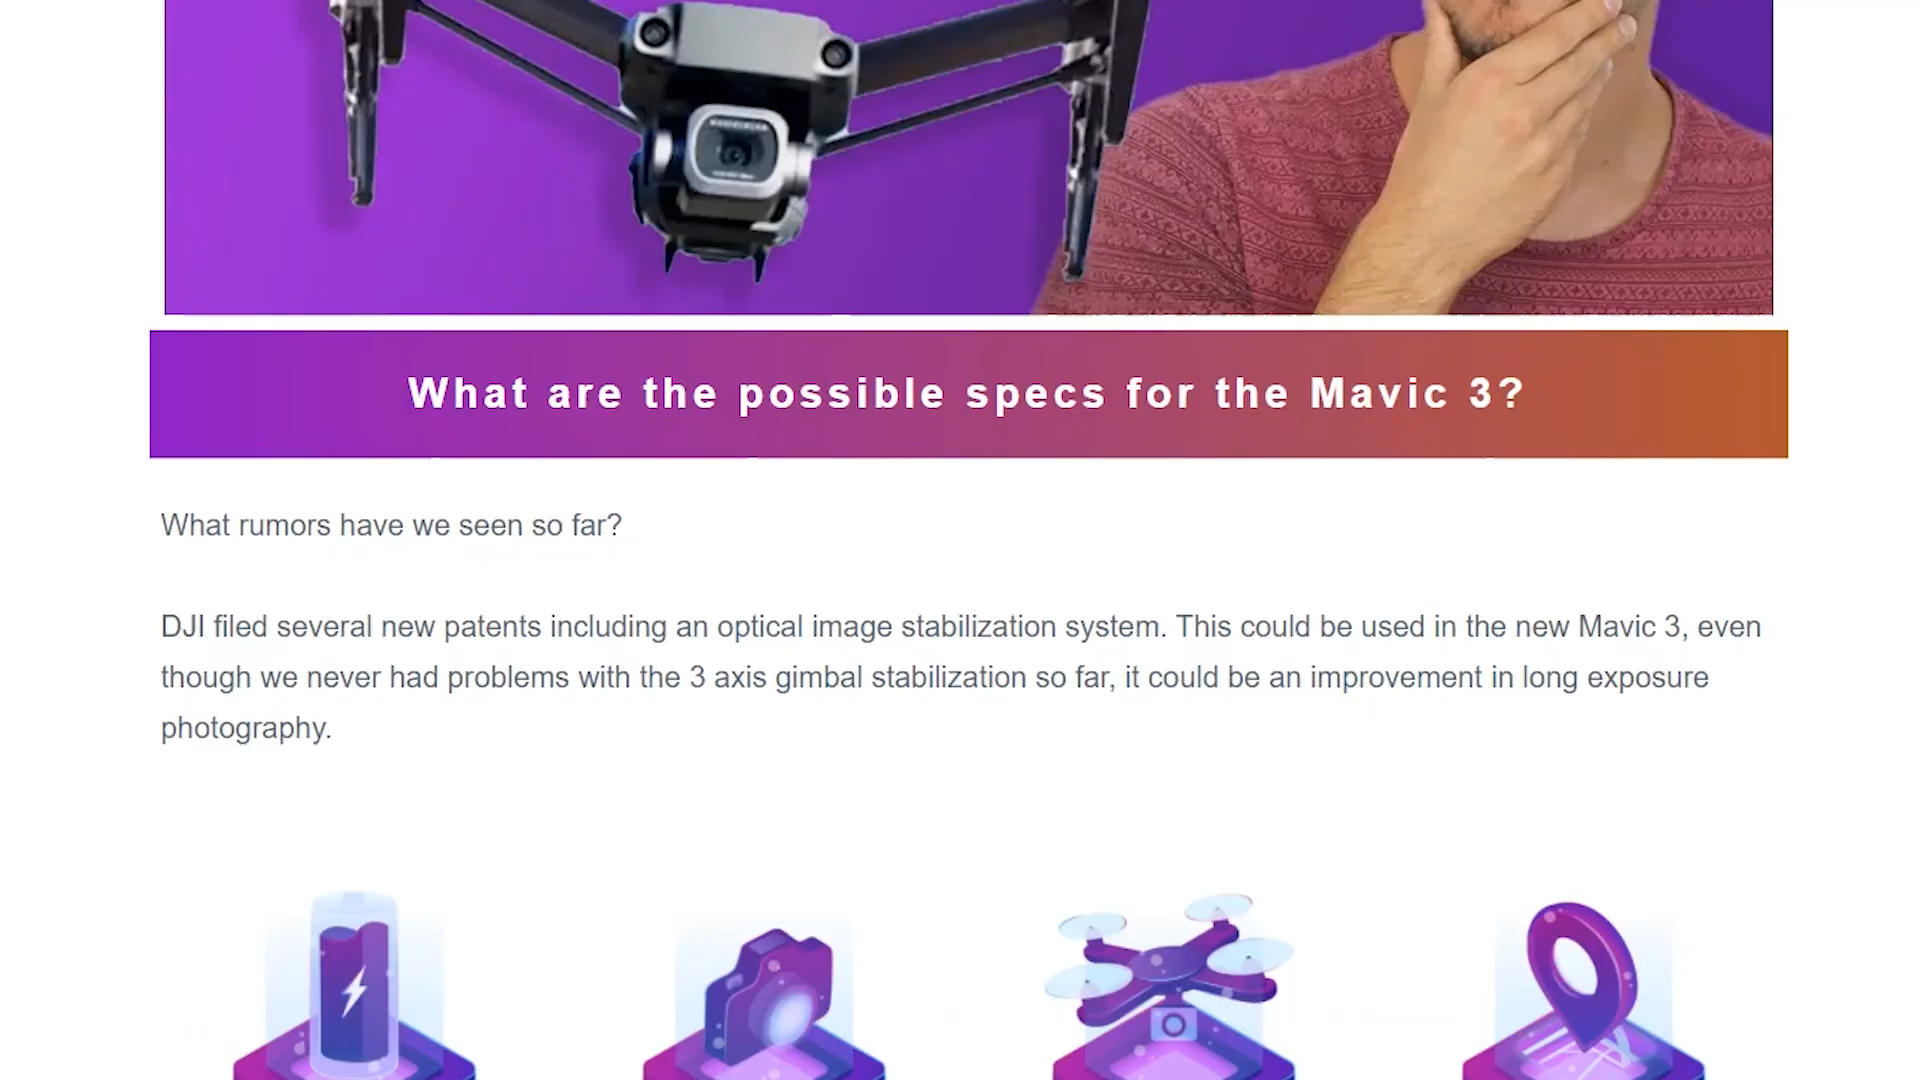 What are the possible specs for the Mavic 3?
What rumors have we seen so far?
DJI filed several new patents including an optical image stabilization system. This could be used in the new Mavic 3, even
though we never had problems with the 3 axis gimbal stabilization so far, it could be an improvement in long exposure
photography.